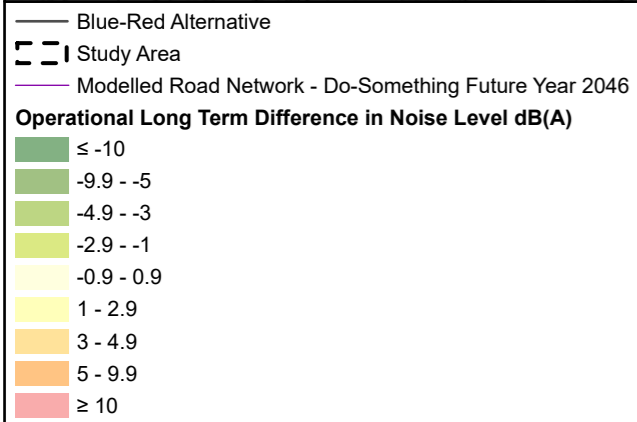 Blue-Red Alternative
Study Area
Modelled Road Network - Do-Something Future Year 2046
Operational Long Term Difference in Noise Level dB(A)
≤ -10
-9.9 - -5
-4.9 - -3
-2.9 - -1
-0.9 - 0.9
1 - 2.9
3 - 4.9
5 - 9.9
≥ 10